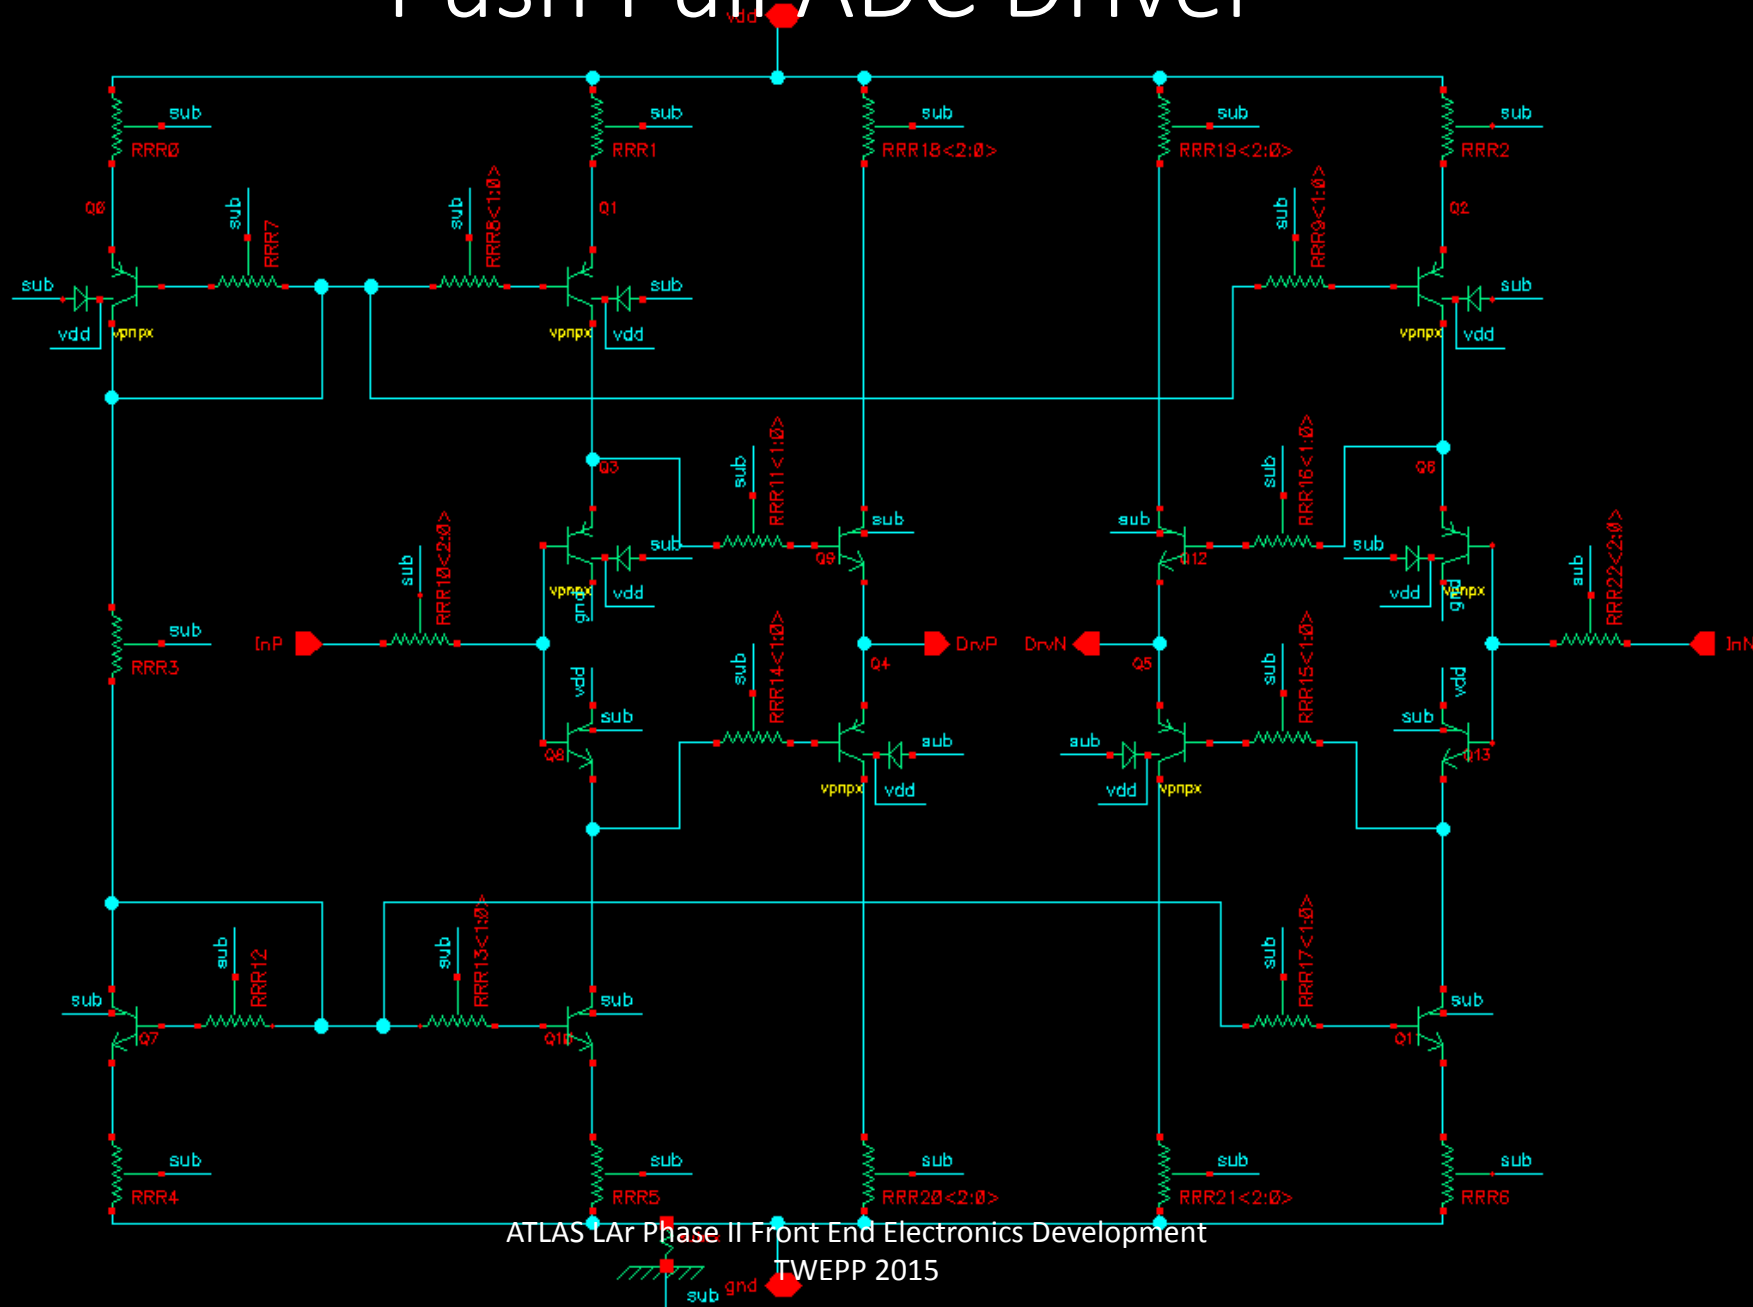 Push Pull ADC Driver
vdd
sub sub sub sub sub
RRR0 RRR1 RRR18<2:0> RRR19<2:0> RRR2
Q0 sub RRR7 sub RRR8<1:0> Q1 sub RRR9<1:0> Q2
sub sub sub
vdd vpnpx vpnpx vdd vpnpx vdd
Q3 sub RRR11<1:0> sub RRR16<1:0> Q6
sub RRR10<2:0> sub sub sub RRR22<2:0>
sub Q9 Q12 sub
vpnpx gnd vdd vdd gnd vpnpx
sub
InP DrvP DrvN InN
RRR3 Q4 Q5
vdd sub RRR14<1:0> sub RRR15<1:0> vdd
sub sub
Q8 sub sub Q13
vpnpx vdd vdd vpnpx
sub RRR12 sub RRR13<1:0> sub RRR17<1:0>
sub sub sub
Q7 Q10 Q1
sub sub sub sub sub
RRR4 RRR5 RRR20<2:0> RRR21<2:0> RRR6
ATLAS LAr Phase II Front End Electronics Development
TWEPP 2015
sub gnd